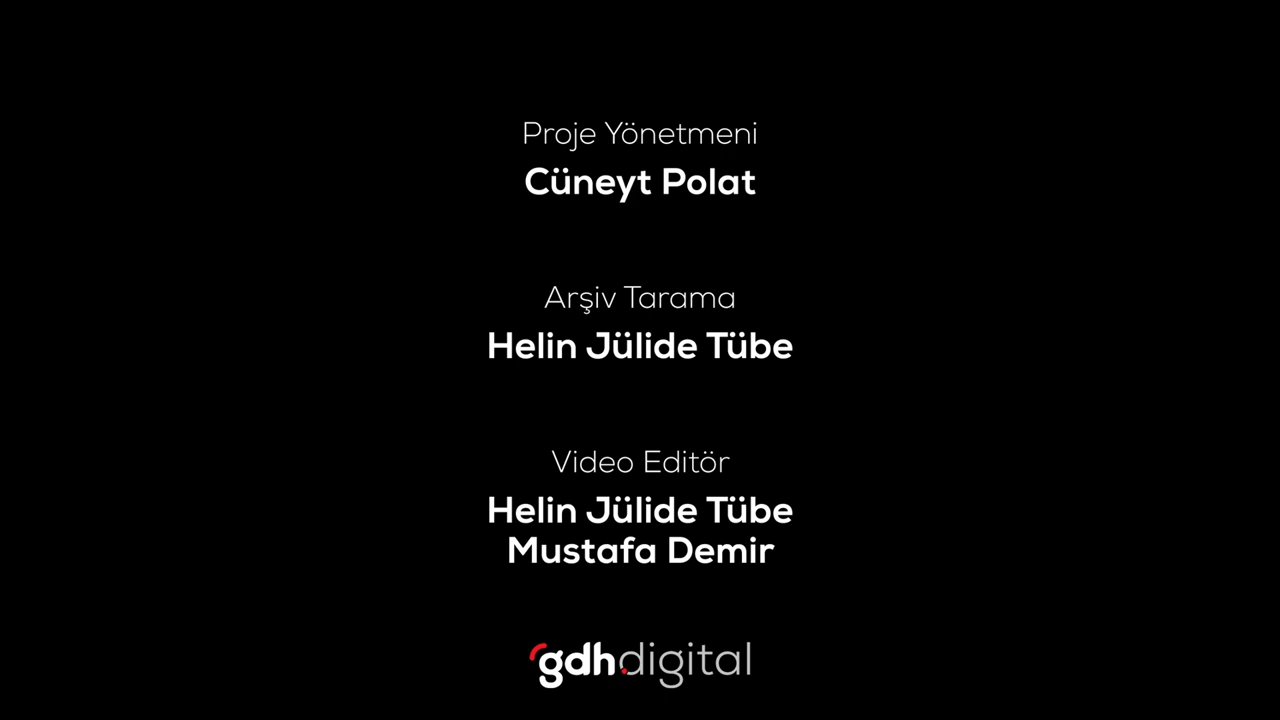 Proje Yönetmeni
Cüneyt Polat
Arşiv Tarama
Helin Jülide Tübe
Video Editör
Helin Jülide Tübe
Mustafa Demir
gdhdigital